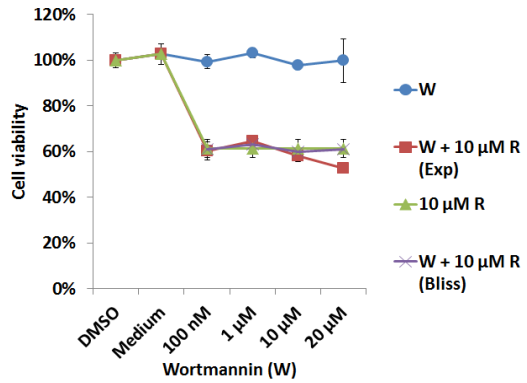 120%
100%
80%
60%
40%
20%
0%
Cell viability
DMSO
Medium
100 nM
1 µM
10 µM
20 µM
Wortmannin (W)
W
W + 10 µM R
(Exp)
10 µM R
W + 10 µM R
(Bliss)